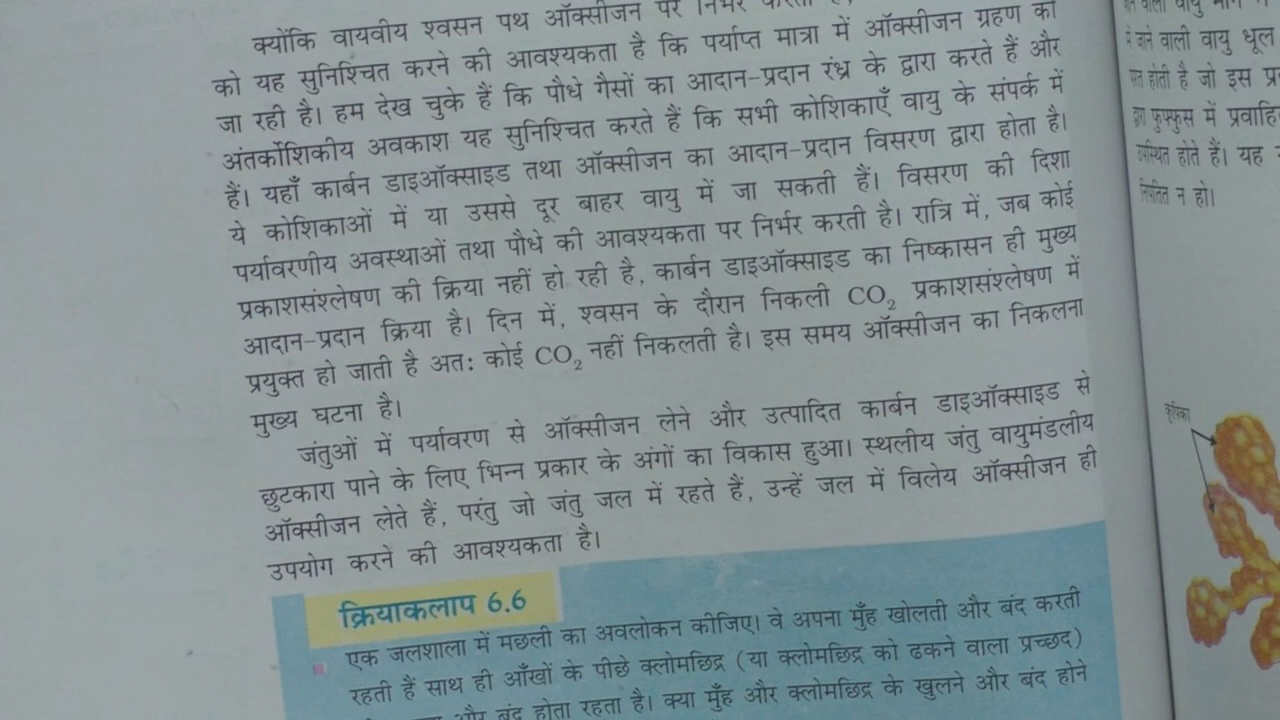 क्योंकि वायवीय श्वसन पथ ऑक्सीजन पर निर्भर करता है
को यह सुनिश्चित करने की आवश्यकता है कि पर्याप्त मात्रा में ऑक्सीजन ग्रहण की
जा रही है। हम देख चुके हैं कि पौधे गैसों का आदान-प्रदान रंध्र के द्वारा करते हैं और
अंतर्कोशिकीय अवकाश यह सुनिश्चित करते हैं कि सभी कोशिकाएँ वायु के संपर्क में
हैं। यहाँ कार्बन डाइऑक्साइड तथा ऑक्सीजन का आदान-प्रदान विसरण द्वारा होता है।
ये कोशिकाओं में या उससे दूर बाहर वायु में जा सकती हैं। विसरण की दिशा
पर्यावरणीय अवस्थाओं तथा पौधे की आवश्यकता पर निर्भर करती है। रात्रि में, जब कोई
प्रकाशसंश्लेषण की क्रिया नहीं हो रही है, कार्बन डाइऑक्साइड का निष्कासन ही मुख्य
आदान-प्रदान क्रिया है। दिन में, श्वसन के दौरान निकली CO₂ प्रकाशसंश्लेषण में
प्रयुक्त हो जाती है अतः कोई CO₂ नहीं निकलती है। इस समय ऑक्सीजन का निकलना
मुख्य घटना है।
जंतुओं में पर्यावरण से ऑक्सीजन लेने और उत्पादित कार्बन डाइऑक्साइड से
छुटकारा पाने के लिए भिन्न प्रकार के अंगों का विकास हुआ। स्थलीय जंतु वायुमंडलीय
ऑक्सीजन लेते हैं, परंतु जो जंतु जल में रहते हैं, उन्हें जल में विलेय ऑक्सीजन ही
उपयोग करने की आवश्यकता है।
क्रियाकलाप 6.6
एक जलशाला में मछली का अवलोकन कीजिए। वे अपना मुँह खोलती और बंद करती
रहती हैं साथ ही आँखों के पीछे क्लोमछिद्र (या क्लोमछिद्र को ढकने वाला प्रच्छद)
और बंद होता रहता है। क्या मुँह और क्लोमछिद्र के खुलने और बंद होने
वाली वायु
में जाने वाली वायु धूल
होती है जो इस
द्वारा फुफ्फुस में
उपस्थित होते हैं। यह
निपतित न हो।
कूपिका